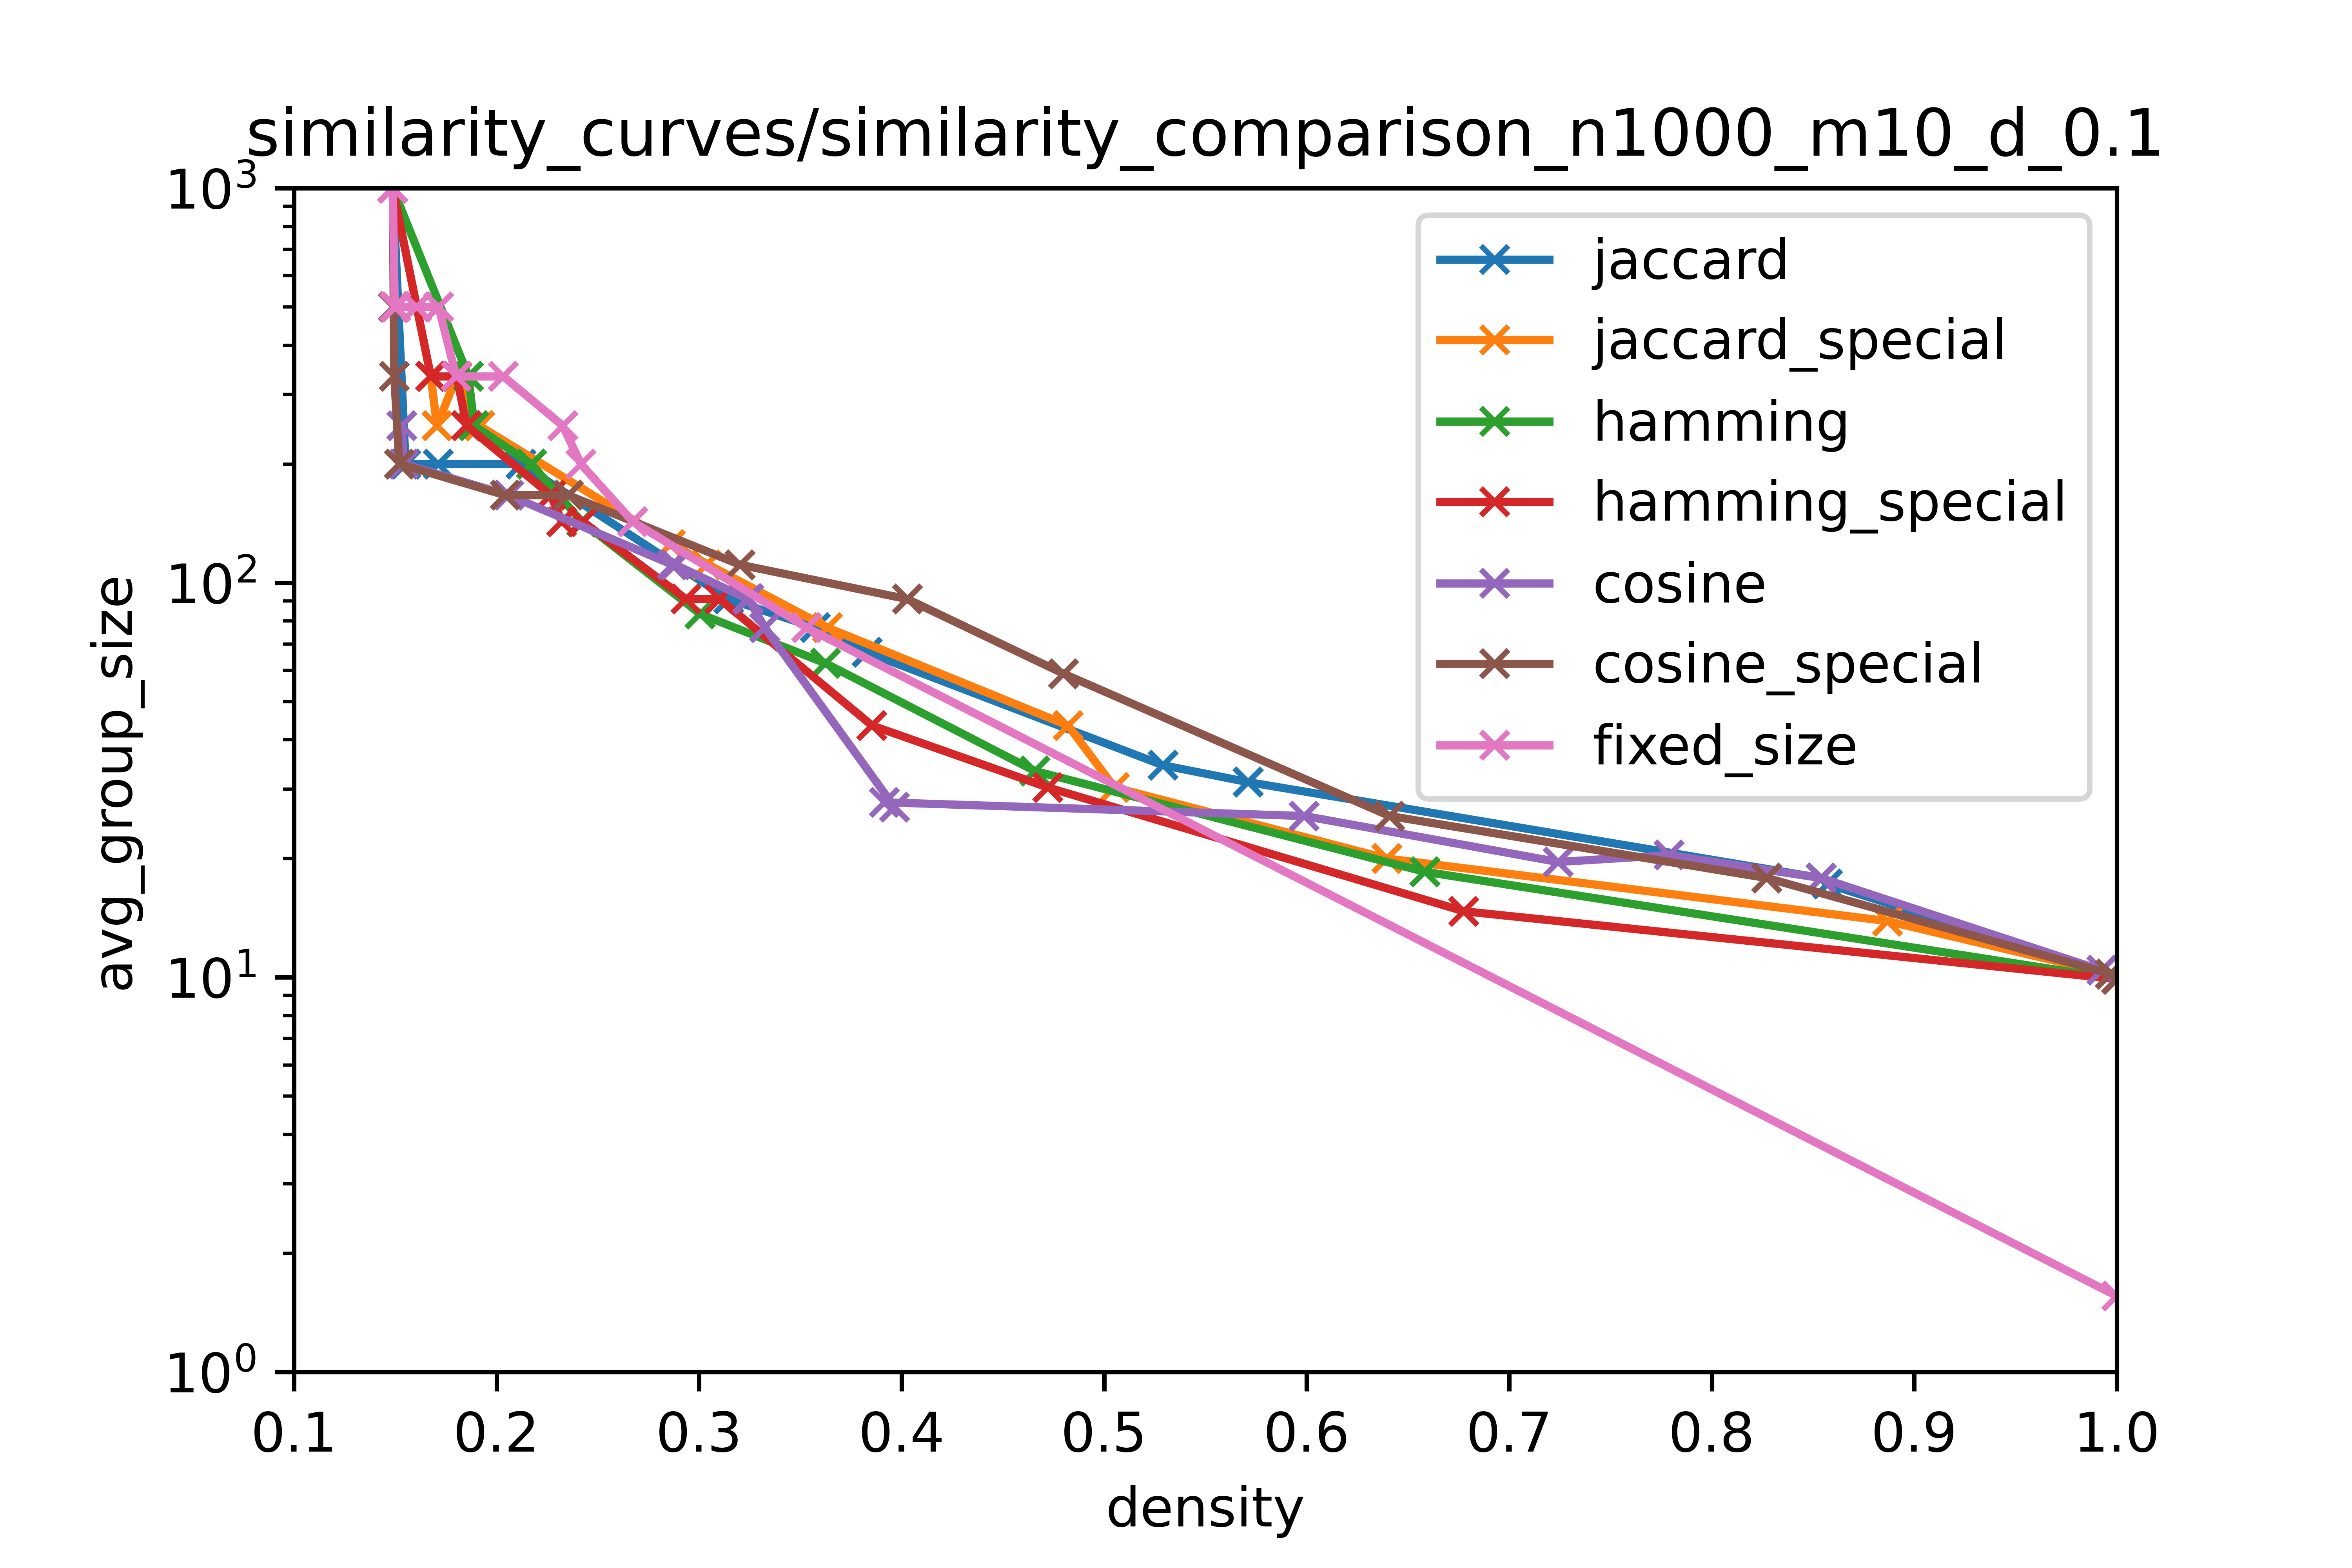 similarity_curves/similarity_comparison_n1000_m10_d_0.1
10³
10²
10¹
10⁰
avg_group_size
jaccard
jaccard_special
hamming
hamming_special
cosine
cosine_special
fixed_size
0.1 0.2 0.3 0.4 0.5 0.6 0.7 0.8 0.9 1.0
density